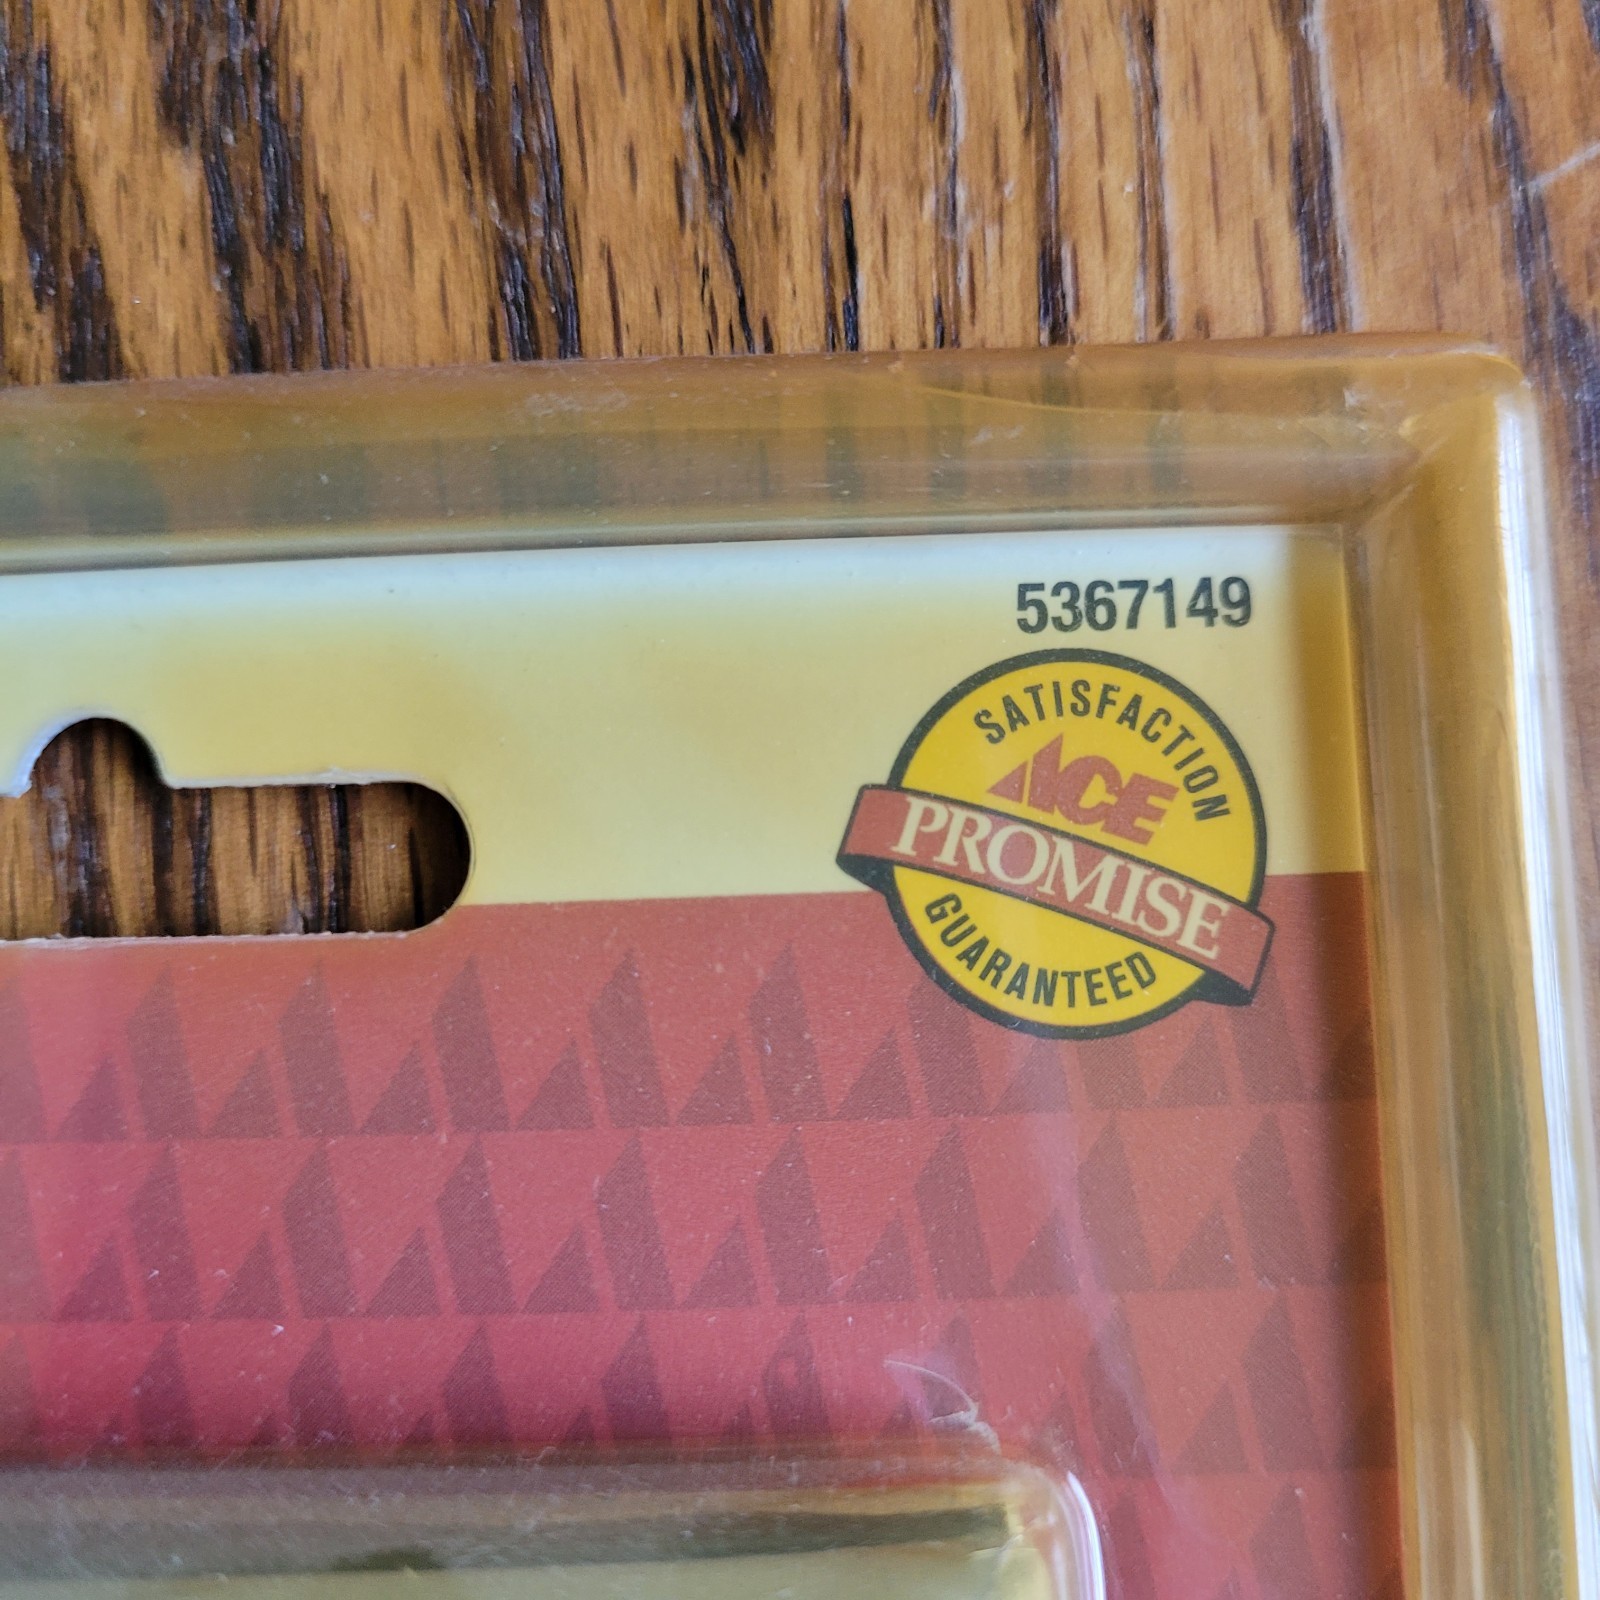 5367149
SATISFACTION
ACE
PROMISE
GUARANTEED